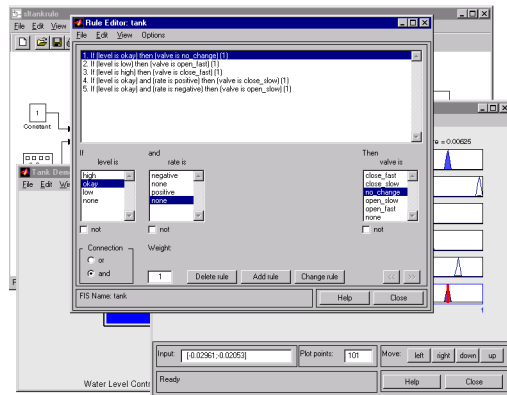 sltankrule
File Edit View
Rule Editor: tank
File Edit View Options
1. If (level is okay) then (valve is no_change) (1)
2. If (level is low) then (valve is open_fast) (1)
3. If (level is high) then (valve is close_fast) (1)
4. If (level is okay) and (rate is positive) then (valve is close_slow) (1)
5. If (level is okay) and (rate is negative) then (valve is open_slow) (1)
1
Constant
= 0.00625
If
and
Then
level is
rate is
valve is
high
okay
low
none
negative
none
positive
none
close_fast
close_slow
no_change
open_slow
open_fast
none
not
not
not
Tank Dem
File Edit
Connection
or
and
Weight:
1
Delete rule
Add rule
Change rule
<<
>>
FIS Name: tank
Help
Close
1
Input:
[-0.02961;-0.02053]
Plot points:
101
Move:
left
right
down
up
Ready
Help
Close
Water Level Contr